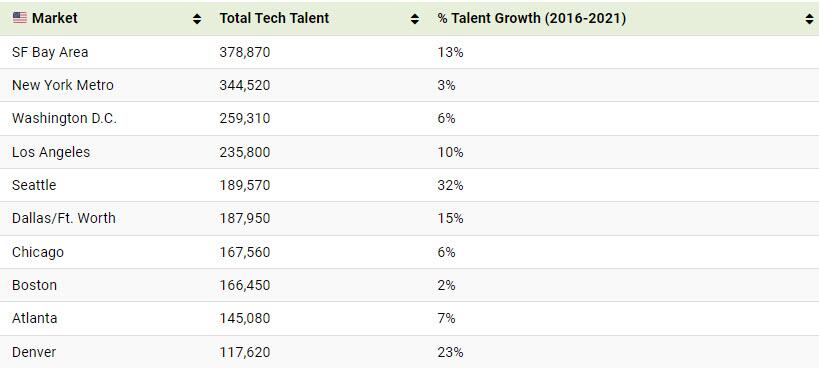 Market Total Tech Talent % Talent Growth (2016-2021)
SF Bay Area 378,870 13%
New York Metro 344,520 3%
Washington D.C. 259,310 6%
Los Angeles 235,800 10%
Seattle 189,570 32%
Dallas/Ft. Worth 187,950 15%
Chicago 167,560 6%
Boston 166,450 2%
Atlanta 145,080 7%
Denver 117,620 23%